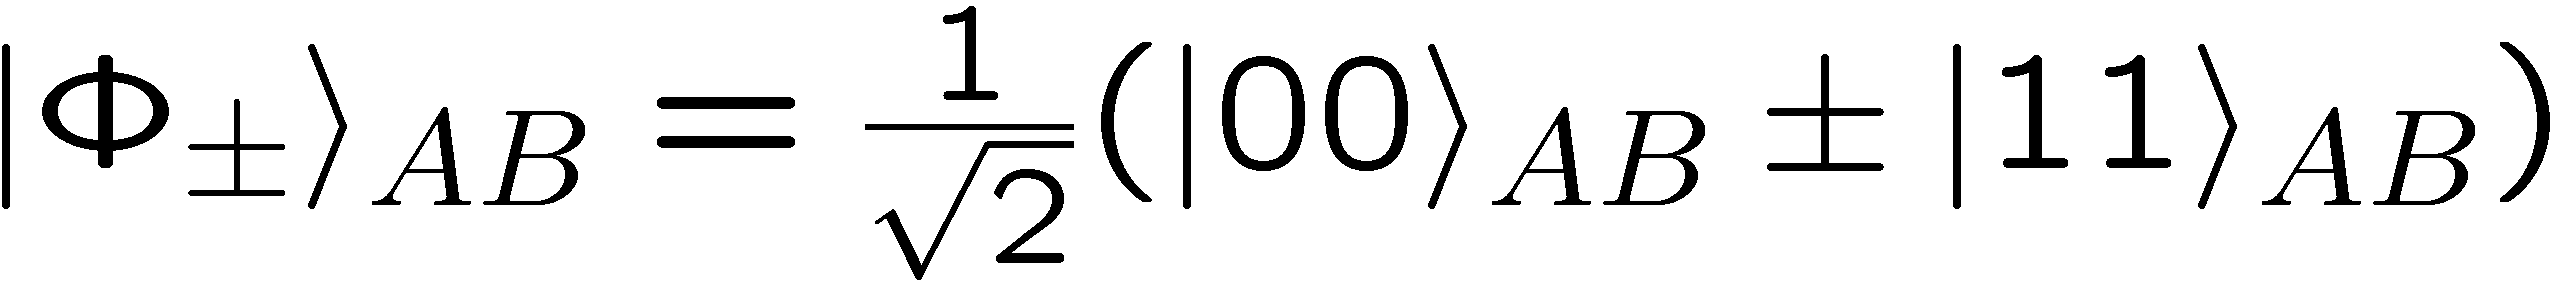 |Φ±⟩AB = 1/√2 (|00⟩AB ± |11⟩AB)